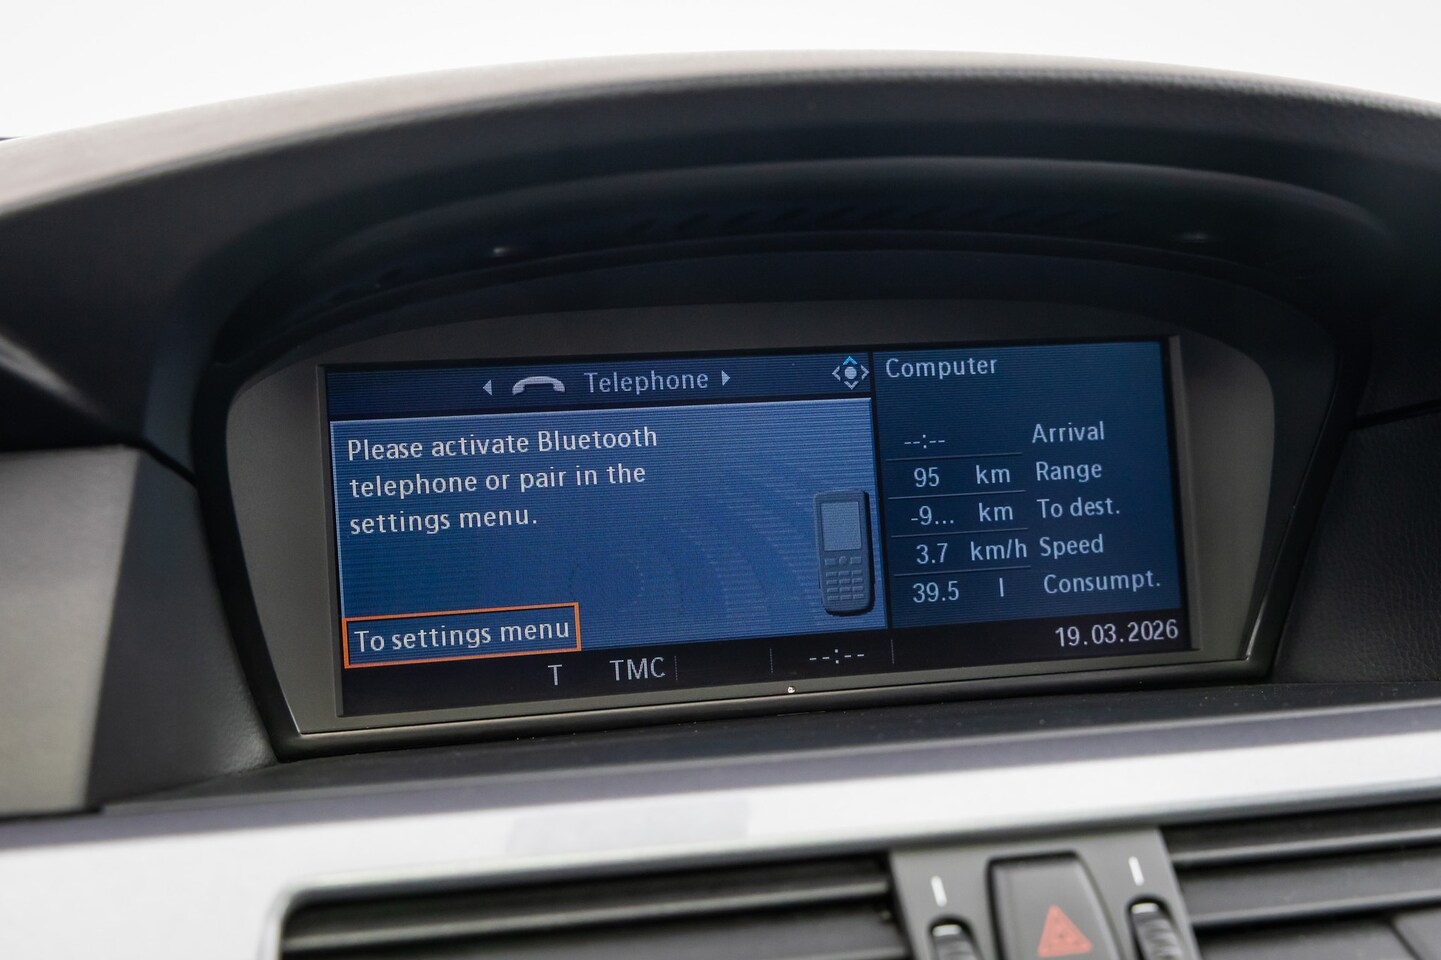 Telephone
Please activate Bluetooth
telephone or pair in the
settings menu.
To settings menu
T TMC --:--
Computer
--:-- Arrival
95 km Range
-9... km To dest.
3.7 km/h Speed
39.5 l Consumpt.
19.03.2026